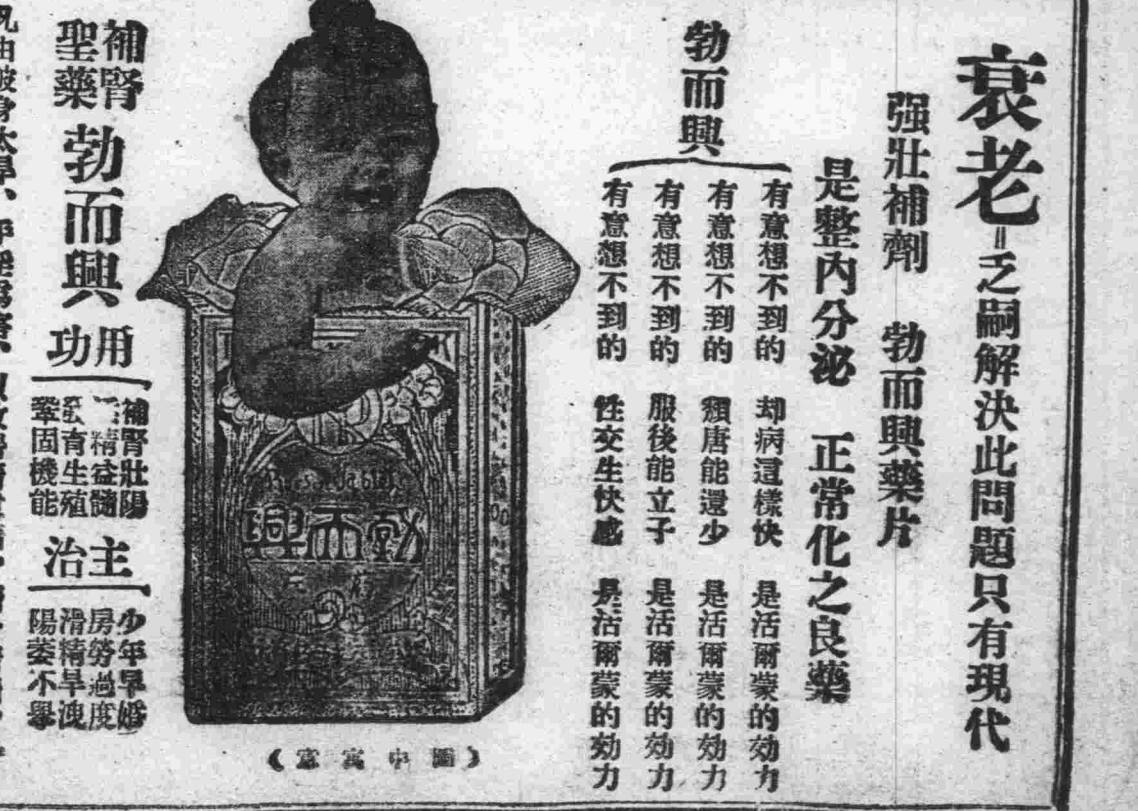 衰老=乏嗣解決此問題只有現代
强壯補劑 勃而興藥片
是整內分泌 正常化之良藥
勃而興
有意想不到的 却病這樣快 是活爾蒙的効力
有意想不到的 頹唐能還少 是活爾蒙的効力
有意想不到的 服後能立子 是活爾蒙的効力
有意想不到的 性交生快感 是活爾蒙的効力
勃而興
(圖中寓意)
補腎
聖藥
勃而興
功用
補腎壯陽
精益髓
育生殖
鞏固機能
主治
少年早婚
房勞過度
滑精早洩
陽萎不舉